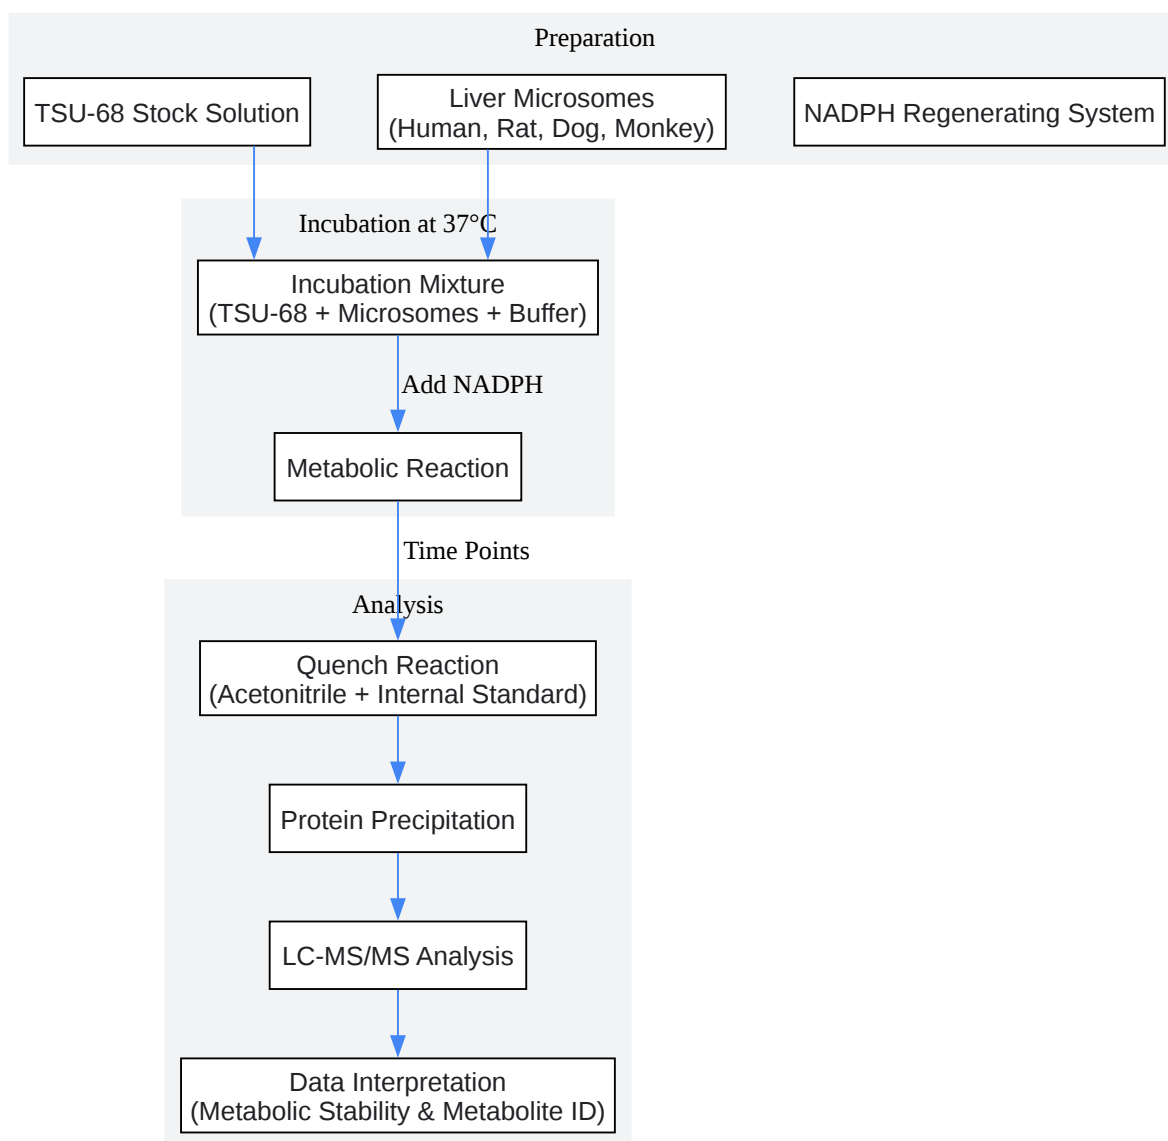 Preparation
TSU-68 Stock Solution
Liver Microsomes
(Human, Rat, Dog, Monkey)
NADPH Regenerating System
Incubation at 37°C
Incubation Mixture
(TSU-68 + Microsomes + Buffer)
Add NADPH
Metabolic Reaction
Time Points
Analysis
Quench Reaction
(Acetonitrile + Internal Standard)
Protein Precipitation
LC-MS/MS Analysis
Data Interpretation
(Metabolic Stability & Metabolite ID)